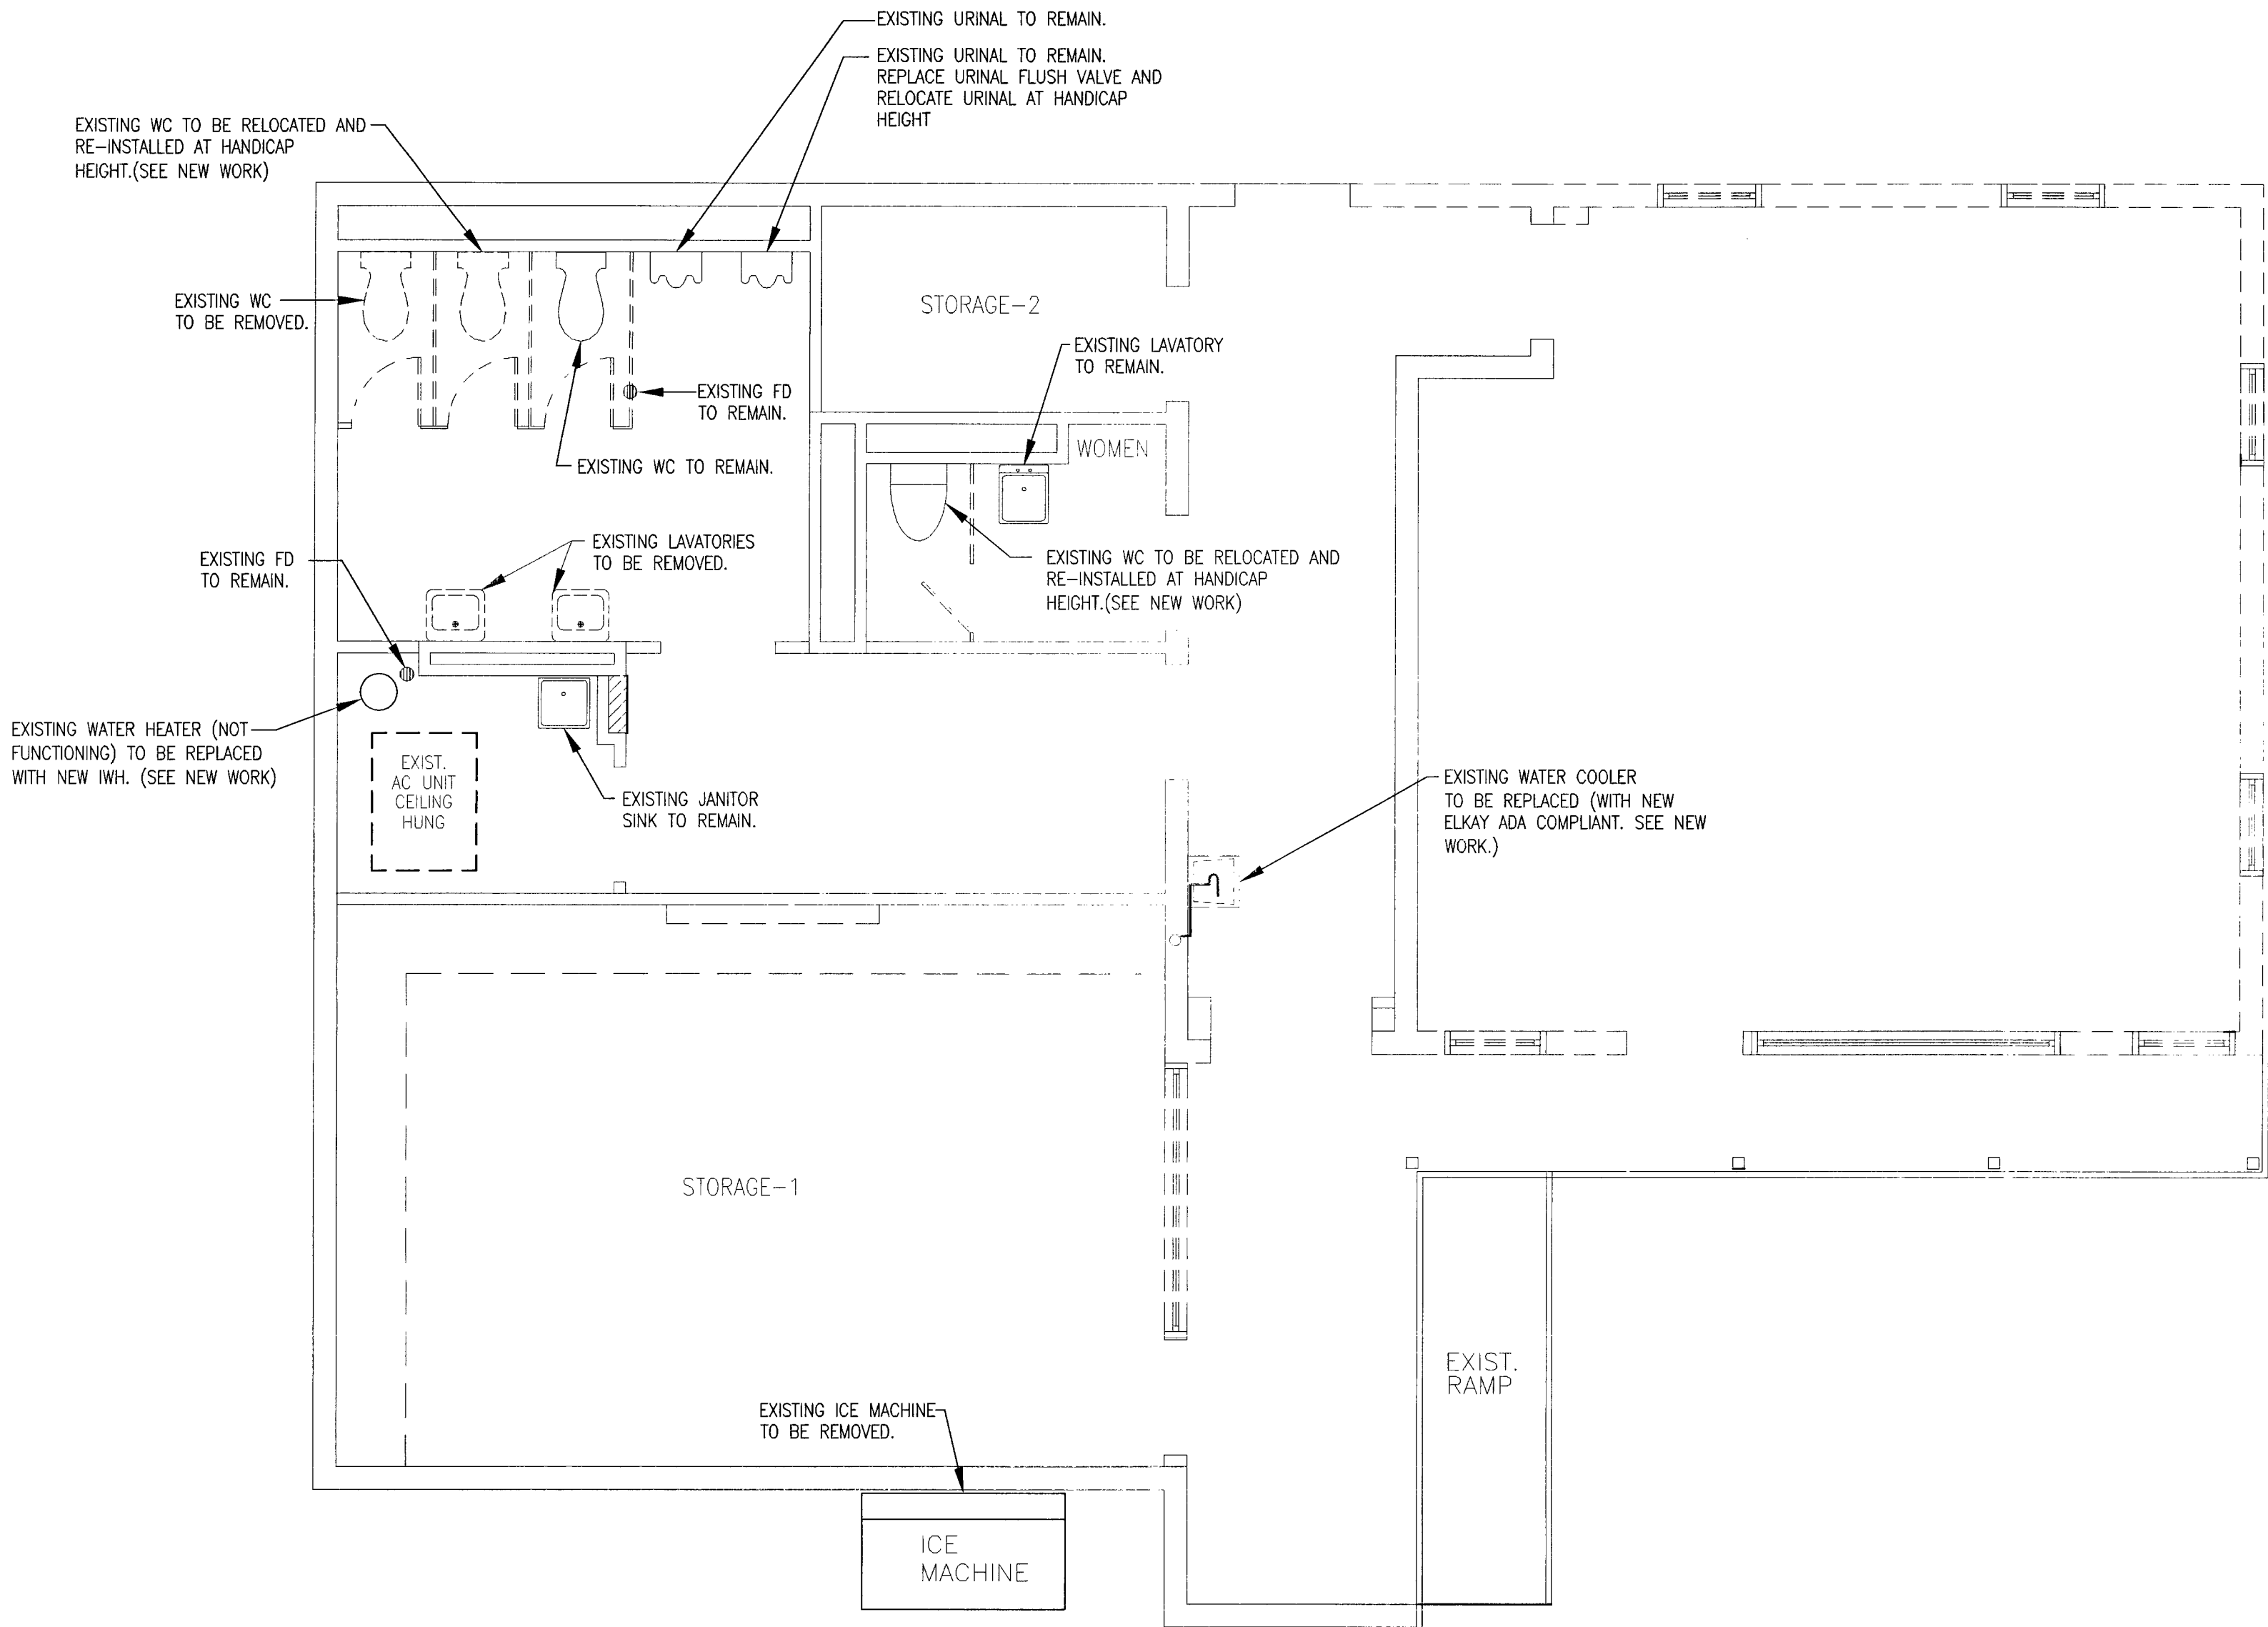 EXISTING URINAL TO REMAIN.
EXISTING URINAL TO REMAIN.
REPLACE URINAL FLUSH VALVE AND
RELOCATE URINAL AT HANDICAP
HEIGHT
EXISTING WC TO BE RELOCATED AND
RE-INSTALLED AT HANDICAP
HEIGHT.(SEE NEW WORK)
EXISTING WC
TO BE REMOVED.
STORAGE-2
EXISTING LAVATORY
TO REMAIN.
EXISTING FD
TO REMAIN.
WOMEN
EXISTING WC TO REMAIN.
EXISTING LAVATORIES
TO BE REMOVED.
EXISTING FD
TO REMAIN.
EXISTING WC TO BE RELOCATED AND
RE-INSTALLED AT HANDICAP
HEIGHT.(SEE NEW WORK)
EXISTING WATER HEATER (NOT
FUNCTIONING) TO BE REPLACED
WITH NEW IWH. (SEE NEW WORK)
EXIST.
AC UNIT
CEILING
HUNG
EXISTING JANITOR
SINK TO REMAIN.
EXISTING WATER COOLER
TO BE REPLACED (WITH NEW
ELKAY ADA COMPLIANT. SEE NEW
WORK.)
STORAGE-1
EXIST.
RAMP
EXISTING ICE MACHINE
TO BE REMOVED.
ICE
MACHINE